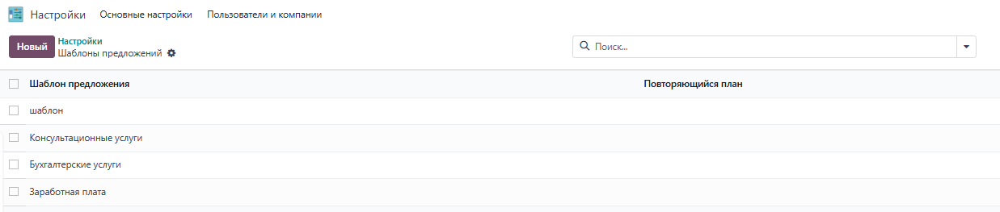 Настройки Основные настройки Пользователи и компании
Новый
Настройки
Шаблоны предложений
Поиск...
Шаблон предложения Повторяющийся план
шаблон
Консультационные услуги
Бухгалтерские услуги
Заработная плата